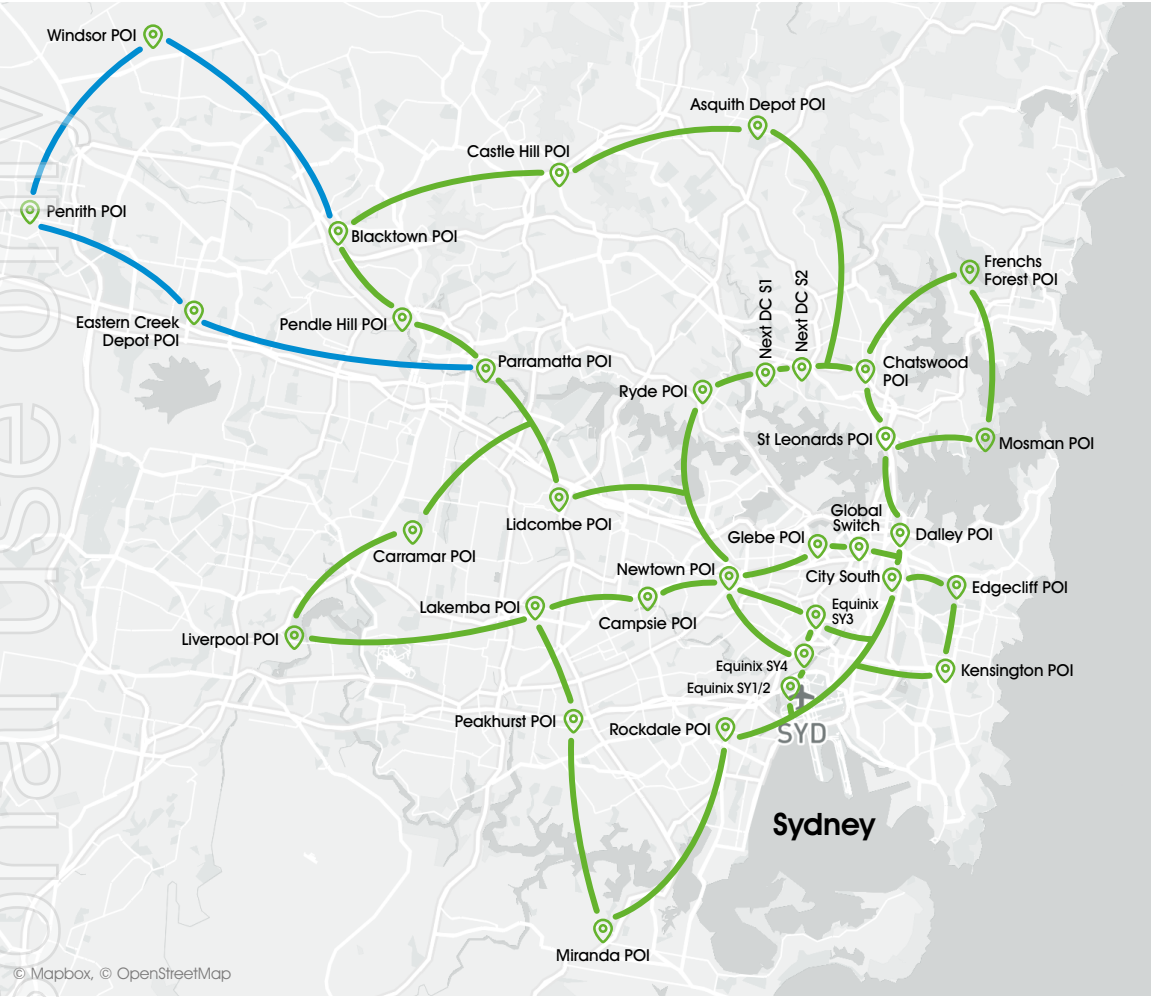 Windsor POI
Asquith Depot POI
Castle Hill POI
Penrith POI
Blacktown POI
Frenchs
Forest POI
Next DC S1
Next DC S2
Eastern Creek
Depot POI
Pendle Hill POI
Parramatta POI
Chatswood
POI
Ryde POI
St Leonards POI
Mosman POI
Lidcombe POI
Global
Switch
Glebe POI
Dalley POI
Carramar POI
Newtown POI
City South
Edgecliff POI
Lakemba POI
Campsie POI
Equinix
SY3
Liverpool POI
Equinix SY4
Kensington POI
Equinix SY1/2
Peakhurst POI
Rockdale POI
SYD
Sydney
Miranda POI
© Mapbox, © OpenStreetMap
use only